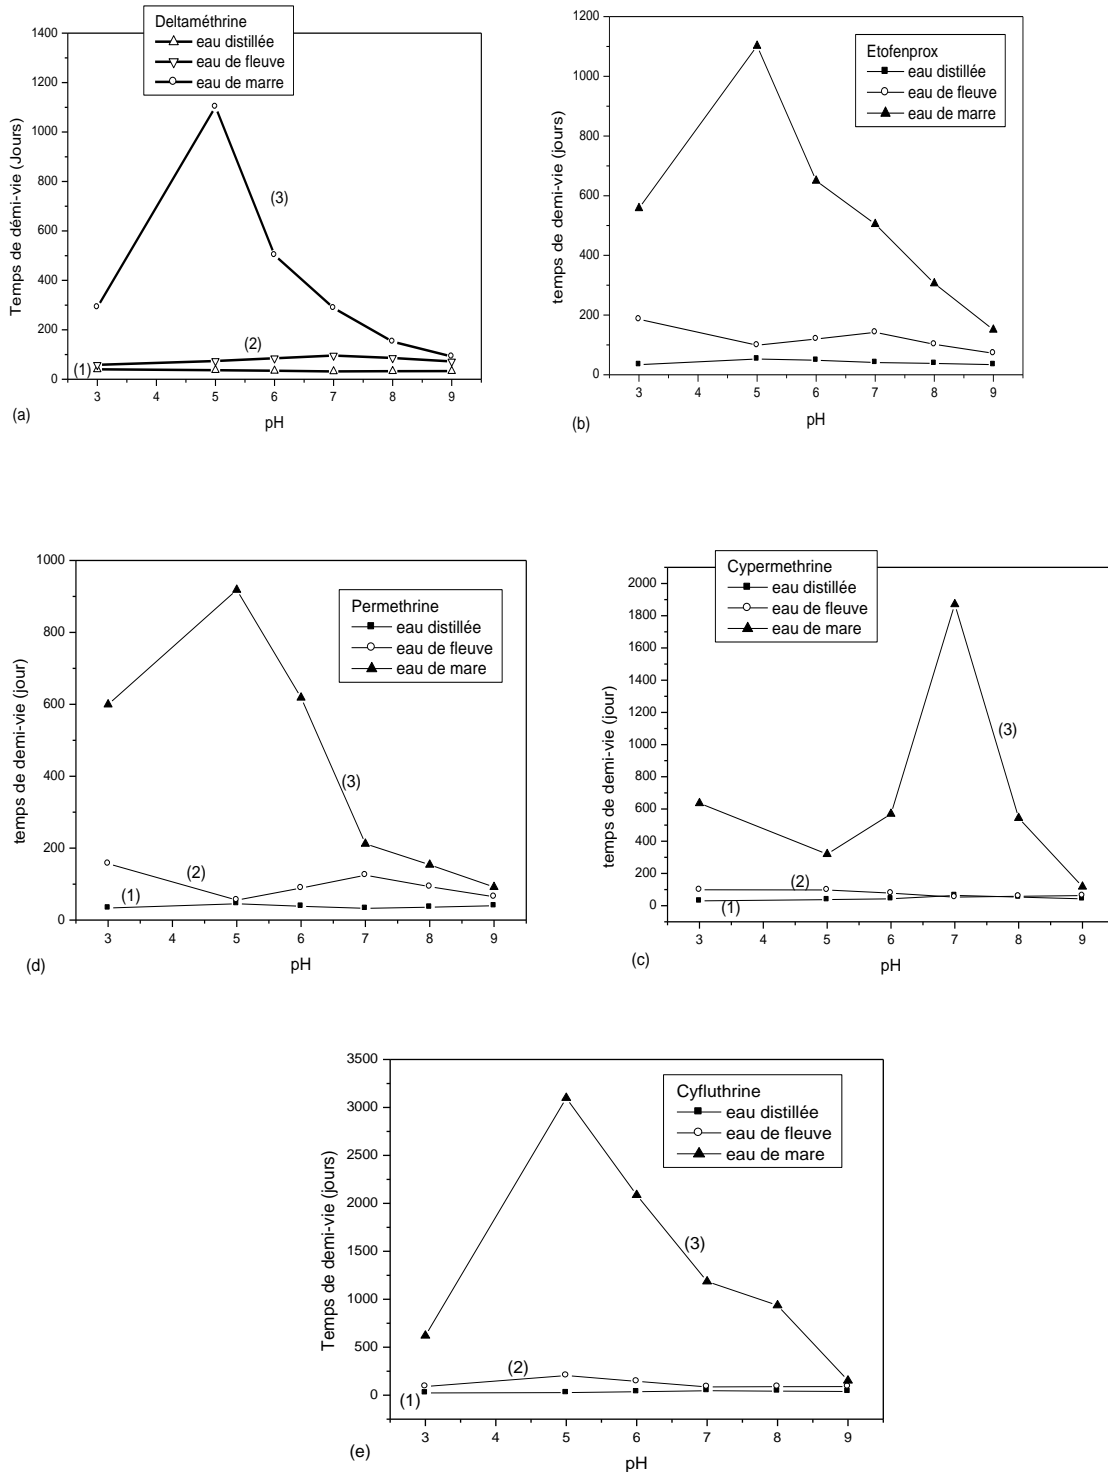 Deltaméthrine
eau distillée
eau de fleuve
eau de marre
1400
1200
1000
800
600
400
200
0
Temps de démi-vie (Jours)
(3)
(2)
(1)
3 4 5 6 7 8 9
pH
(a)
Etofenprox
eau distillée
eau de fleuve
eau de marre
1200
1000
800
600
400
200
0
temps de demi-vie (jours)
3 4 5 6 7 8 9
pH
(b)
Permethrine
eau distillée
eau de fleuve
eau de mare
1000
800
600
400
200
0
temps de demi-vie (jour)
(3)
(2)
(1)
3 4 5 6 7 8 9
pH
(d)
Cypermethrine
eau distillée
eau de fleuve
eau de mare
2000
1800
1600
1400
1200
1000
800
600
400
200
0
temps de demi-vie (jour)
(3)
(2)
(1)
3 4 5 6 7 8 9
pH
(c)
Cyfluthrine
eau distillée
eau de fleuve
eau de mare
3500
3000
2500
2000
1500
1000
500
0
Temps de demi-vie (jours)
(3)
(2)
(1)
3 4 5 6 7 8 9
pH
(e)